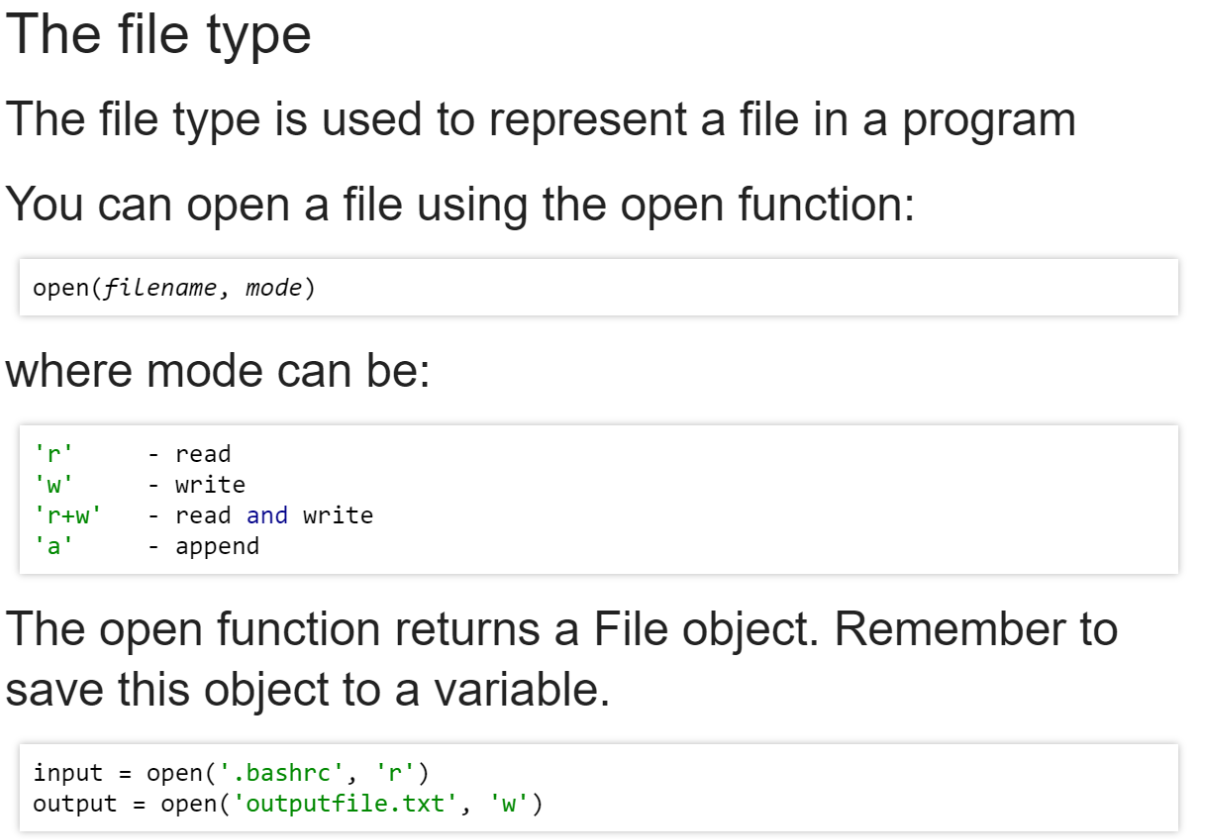 The file type
The file type is used to represent a file in a program
You can open a file using the open function:
open(filename, mode)
where mode can be:
'r'     - read
'w'     - write
'r+w'   - read and write
'a'     - append
The open function returns a File object. Remember to
save this object to a variable.
input = open('.bashrc', 'r')
output = open('outputfile.txt', 'w')